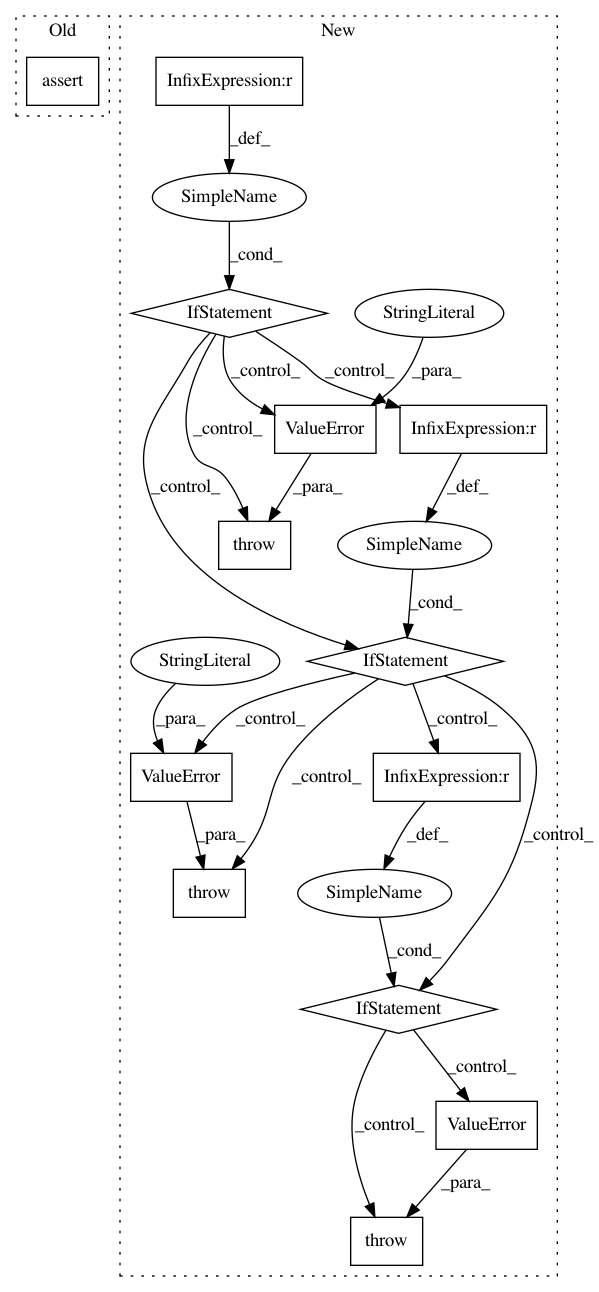 Old
New
assert
InfixExpression:r
_def_
SimpleName
_cond_
IfStatement
StringLiteral
_control_
_control_
_para_
_control_
ValueError
InfixExpression:r
_control_
_para_
_def_
throw
SimpleName
_cond_
StringLiteral
IfStatement
_para_
_control_
_control_
ValueError
_control_
InfixExpression:r
_para_
_def_
_control_
throw
SimpleName
_cond_
IfStatement
_control_
_control_
ValueError
_para_
throw